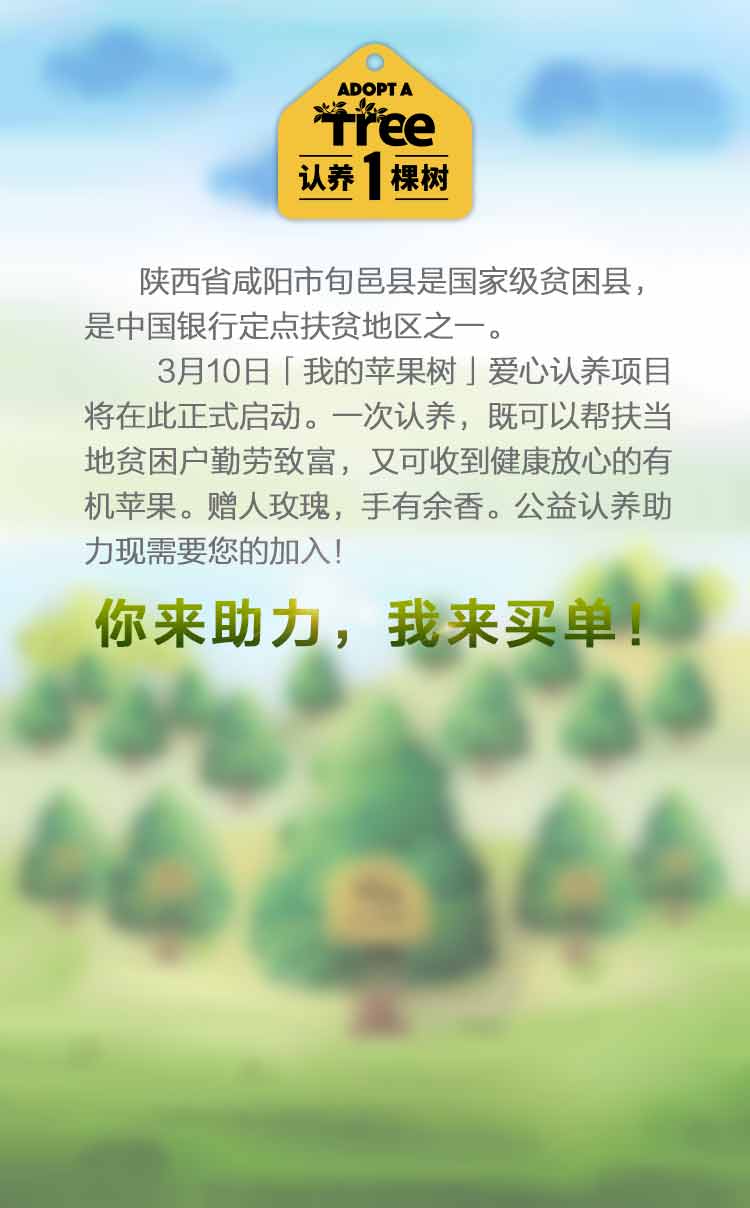 ADOPT A
Tree
认养1棵树
陕西省咸阳市旬邑县是国家级贫困县，
是中国银行定点扶贫地区之一。
3月10日「我的苹果树」爱心认养项目
将在此正式启动。一次认养，既可以帮扶当
地贫困户勤劳致富，又可收到健康放心的有
机苹果。赠人玫瑰，手有余香。公益认养助
力现需要您的加入！
你来助力，我来买单！